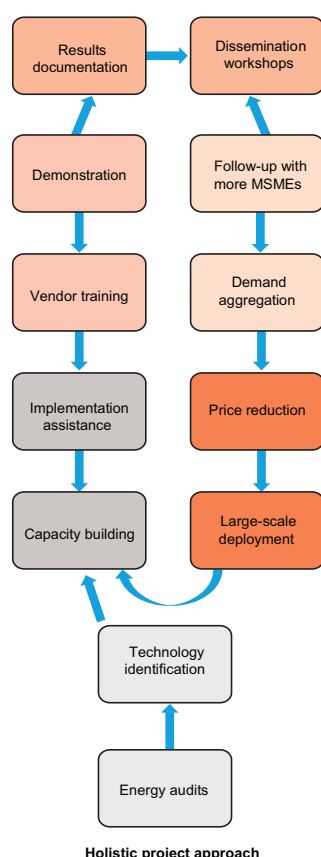 Results
documentation
Dissemination
workshops
Demonstration
Follow-up with
more MSMEs
Vendor training
Demand
aggregation
Implementation
assistance
Price reduction
Capacity building
Large-scale
deployment
Technology
identification
Energy audits
Holistic project approach